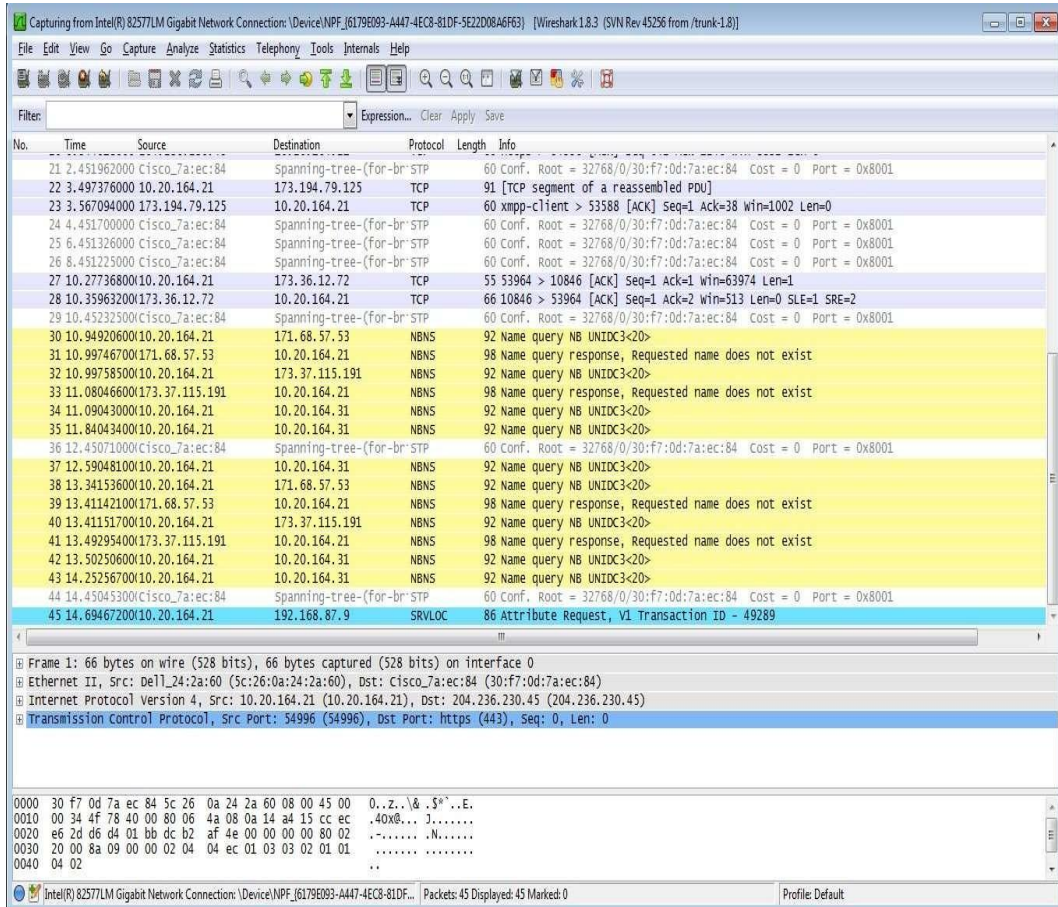 Capturing from Intel(R) 82577LM Gigabit Network Connection: \Device\NPF_{6179E093-A447-4EC8-81DF-5E22D08A6F63} [Wireshark 1.8.3 (SVN Rev 45256 from /trunk-1.8)]
File Edit View Go Capture Analyze Statistics Telephony Tools Internals Help
Filter: Expression... Clear Apply Save
No. Time Source Destination Protocol Length Info
21 2.451962000 Cisco_7a:ec:84 Spanning-tree-(for-br STP 60 Conf. Root = 32768/0/30:f7:0d:7a:ec:84 Cost = 0 Port = 0x8001
22 3.497376000 10.20.164.21 173.194.79.125 TCP 91 [TCP segment of a reassembled PDU]
23 3.567094000 173.194.79.125 10.20.164.21 TCP 60 xmpp-client > 53588 [ACK] Seq=1 Ack=38 Win=1002 Len=0
24 4.451700000 Cisco_7a:ec:84 Spanning-tree-(for-br STP 60 Conf. Root = 32768/0/30:f7:0d:7a:ec:84 Cost = 0 Port = 0x8001
25 6.451326000 Cisco_7a:ec:84 Spanning-tree-(for-br STP 60 Conf. Root = 32768/0/30:f7:0d:7a:ec:84 Cost = 0 Port = 0x8001
26 8.451225000 Cisco_7a:ec:84 Spanning-tree-(for-br STP 60 Conf. Root = 32768/0/30:f7:0d:7a:ec:84 Cost = 0 Port = 0x8001
27 10.2773680( 10.20.164.21 173.36.12.72 TCP 55 53964 > 10846 [ACK] Seq=1 Ack=1 Win=63974 Len=1
28 10.3596320( 173.36.12.72 10.20.164.21 TCP 66 10846 > 53964 [ACK] Seq=1 Ack=2 Win=513 Len=0 SLE=1 SRE=2
29 10.4523250( Cisco_7a:ec:84 Spanning-tree-(for-br STP 60 Conf. Root = 32768/0/30:f7:0d:7a:ec:84 Cost = 0 Port = 0x8001
30 10.9492060( 10.20.164.21 171.68.57.53 NBNS 92 Name query NB UNIDC3<20>
31 10.9974670( 171.68.57.53 10.20.164.21 NBNS 98 Name query response, Requested name does not exist
32 10.9975850( 10.20.164.21 173.37.115.191 NBNS 92 Name query NB UNIDC3<20>
33 11.0804660( 173.37.115.191 10.20.164.21 NBNS 98 Name query response, Requested name does not exist
34 11.0904300( 10.20.164.21 10.20.164.31 NBNS 92 Name query NB UNIDC3<20>
35 11.8404340( 10.20.164.21 10.20.164.31 NBNS 92 Name query NB UNIDC3<20>
36 12.4507100( Cisco_7a:ec:84 Spanning-tree-(for-br STP 60 Conf. Root = 32768/0/30:f7:0d:7a:ec:84 Cost = 0 Port = 0x8001
37 12.5904810( 10.20.164.21 10.20.164.31 NBNS 92 Name query NB UNIDC3<20>
38 13.3415360( 10.20.164.21 171.68.57.53 NBNS 92 Name query NB UNIDC3<20>
39 13.4114210( 171.68.57.53 10.20.164.21 NBNS 98 Name query response, Requested name does not exist
40 13.4115170( 10.20.164.21 173.37.115.191 NBNS 92 Name query NB UNIDC3<20>
41 13.4929540( 173.37.115.191 10.20.164.21 NBNS 98 Name query response, Requested name does not exist
42 13.5025060( 10.20.164.21 10.20.164.31 NBNS 92 Name query NB UNIDC3<20>
43 14.2525670( 10.20.164.21 10.20.164.31 NBNS 92 Name query NB UNIDC3<20>
44 14.4504530( Cisco_7a:ec:84 Spanning-tree-(for-br STP 60 Conf. Root = 32768/0/30:f7:0d:7a:ec:84 Cost = 0 Port = 0x8001
45 14.6946720( 10.20.164.21 192.168.87.9 SRVLOC 86 Attribute Request, V1 Transaction ID - 49289
Frame 1: 66 bytes on wire (528 bits), 66 bytes captured (528 bits) on interface 0
Ethernet II, Src: Dell_24:2a:60 (5c:26:0a:24:2a:60), Dst: Cisco_7a:ec:84 (30:f7:0d:7a:ec:84)
Internet Protocol Version 4, Src: 10.20.164.21 (10.20.164.21), Dst: 204.236.230.45 (204.236.230.45)
Transmission Control Protocol, Src Port: 54996 (54996), Dst Port: https (443), Seq: 0, Len: 0
0000 30 f7 0d 7a ec 84 5c 26 0a 24 2a 60 08 00 45 00 0..z..\& .$*`..E.
0010 00 34 4f 78 40 00 80 06 4a 08 0a 14 a4 15 cc ec .4Ox@... J.......
0020 e6 2d d6 d4 01 bb dc b2 af 4e 00 00 00 00 80 02 .-...... .N......
0030 20 00 8a 09 00 00 02 04 04 ec 01 03 03 02 01 01 ....... ........
0040 04 02 ..
Intel(R) 82577LM Gigabit Network Connection: \Device\NPF_{6179E093-A447-4EC8-81DF... Packets: 45 Displayed: 45 Marked: 0 Profile: Default